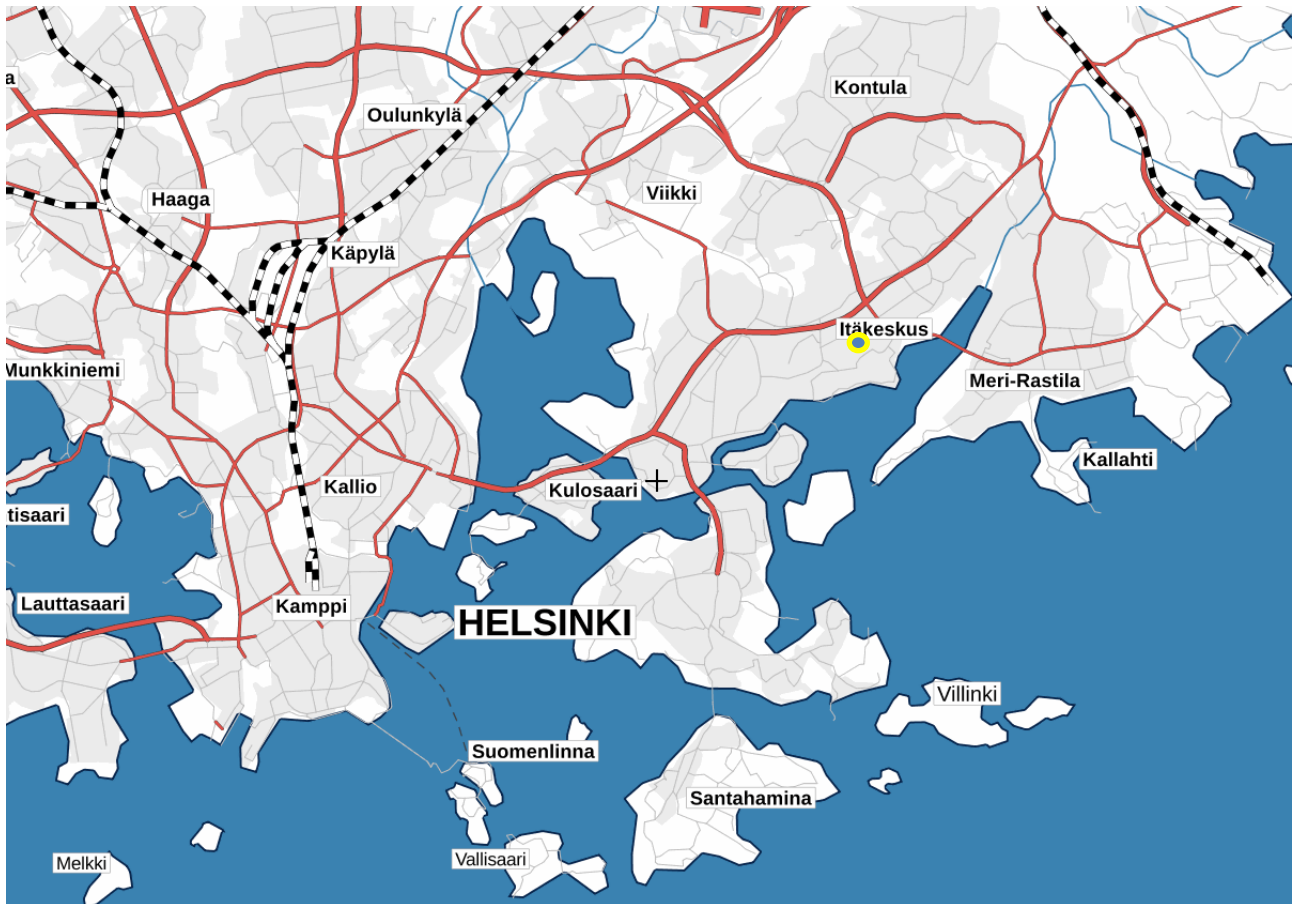 Kontula
a
Oulunkylä
Viikki
Haaga
Käpylä
Itäkeskus
Munkkiniemi
Meri-Rastila
Kallahti
Kallio
Kulosaari
tisaari
Lauttasaari
Kamppi
HELSINKI
Villinki
Suomenlinna
Santahamina
Vallisaari
Melkki